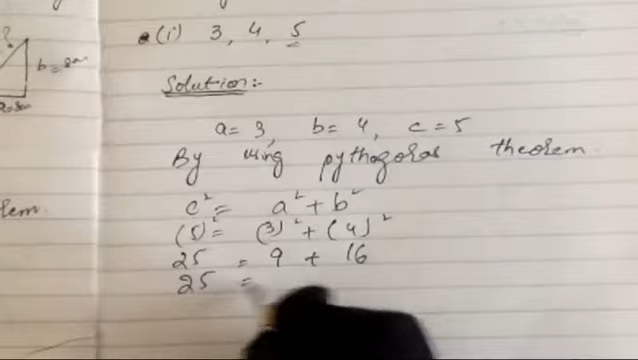 (i) 3, 4, 5
b=
Solution:-
a=3, b=4, c=5
By using pythagoras theorem
c²= a²+b²
(5)²= (3)²+(4)²
25 = 9 + 16
25 =